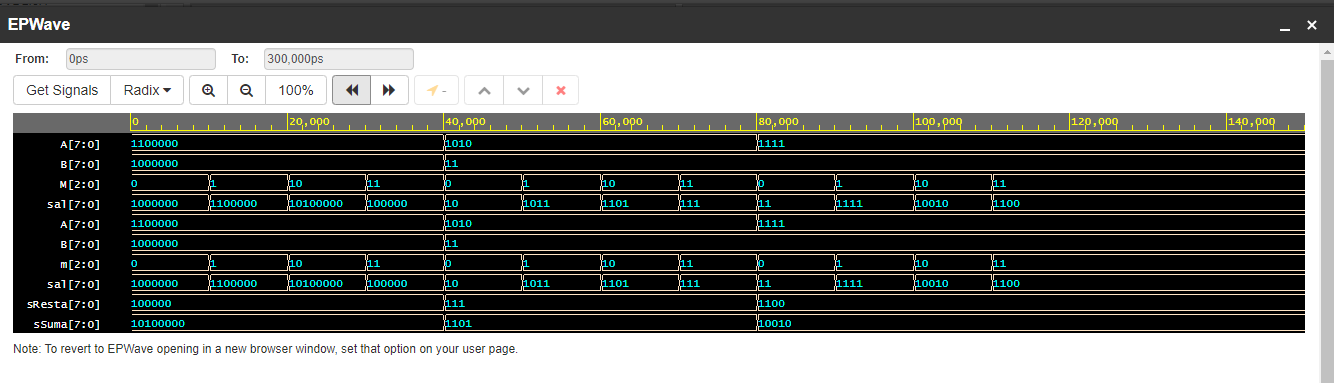 EPWave
From: 0ps To: 300,000ps
Get Signals Radix 100% -
0 20,000 40,000 60,000 80,000 100,000 120,000 140,000
A[7:0] 1100000 1010 1111
B[7:0] 1000000 11
M[2:0] 0 1 10 11 0 1 10 11 0 1 10 11
sal[7:0] 1000000 1100000 10100000 100000 10 1011 1101 111 11 1111 10010 1100
A[7:0] 1100000 1010 1111
B[7:0] 1000000 11
m[2:0] 0 1 10 11 0 1 10 11 0 1 10 11
sal[7:0] 1000000 1100000 10100000 100000 10 1011 1101 111 11 1111 10010 1100
sResta[7:0] 100000 111 1100
sSuma[7:0] 10100000 1101 10010
Note: To revert to EPWave opening in a new browser window, set that option on your user page.